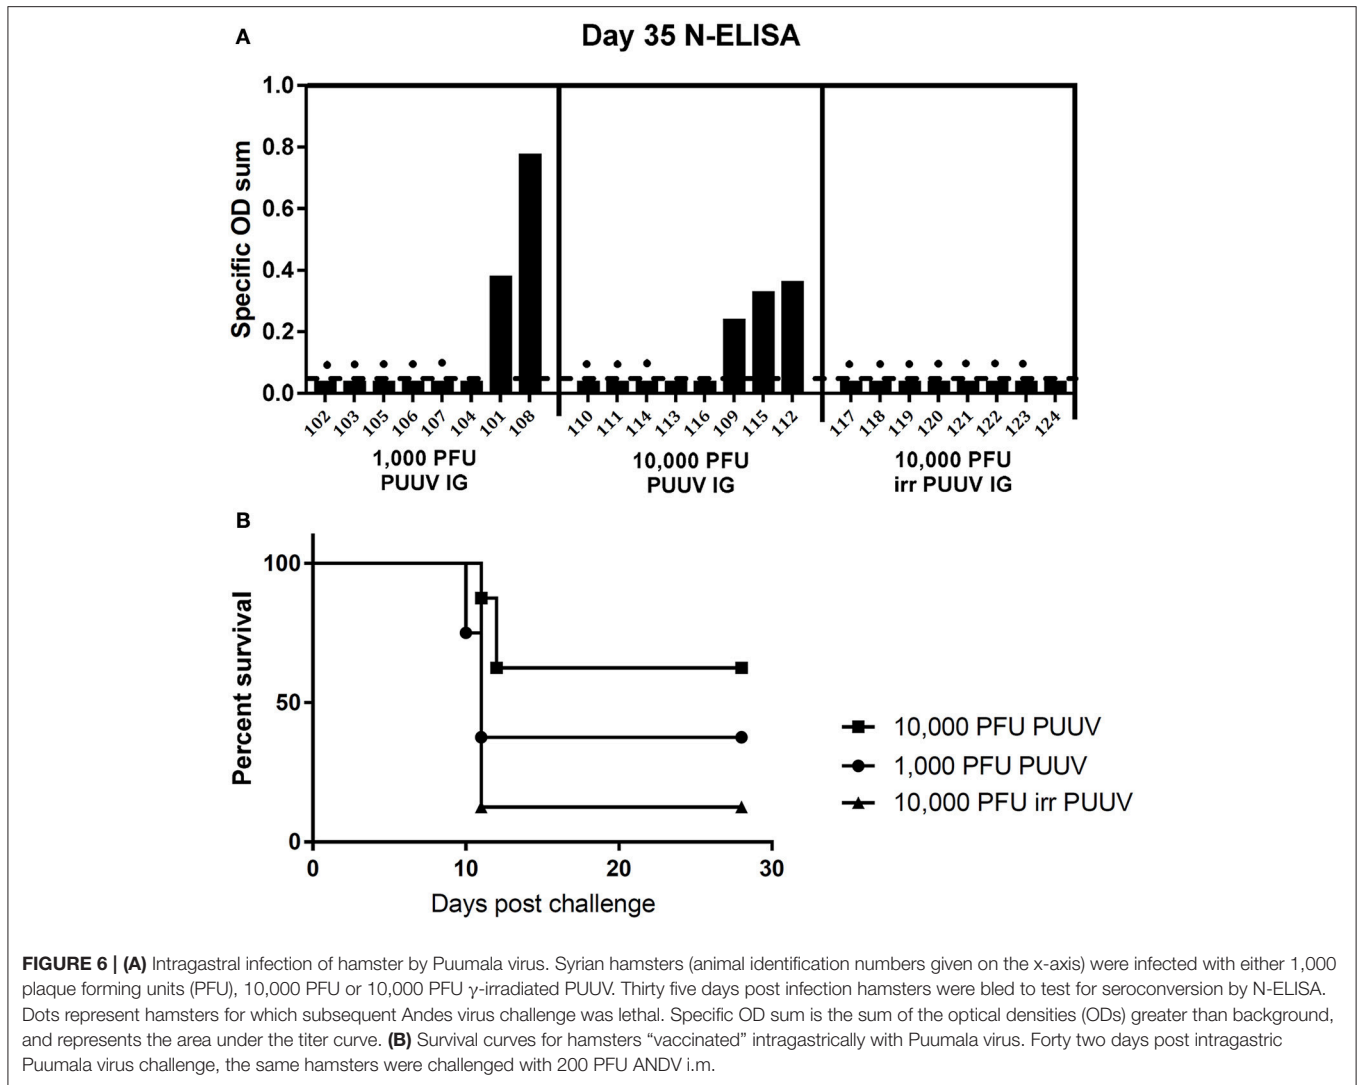 A
Day 35 N-ELISA
Specific OD sum
1.0
0.8
0.6
0.4
0.2
0.0
102 103 105 106 107 104 101 108 110 111 114 113 116 109 115 112 117 118 119 120 121 122 123 124
1,000 PFU
PUUV IG
10,000 PFU
PUUV IG
10,000 PFU
irr PUUV IG
B
Percent survival
100
50
0
0 10 20 30
Days post challenge
10,000 PFU PUUV
1,000 PFU PUUV
10,000 PFU irr PUUV
FIGURE 6 | (A) Intragastral infection of hamster by Puumala virus. Syrian hamsters (animal identification numbers given on the x-axis) were infected with either 1,000
plaque forming units (PFU), 10,000 PFU or 10,000 PFU γ-irradiated PUUV. Thirty five days post infection hamsters were bled to test for seroconversion by N-ELISA.
Dots represent hamsters for which subsequent Andes virus challenge was lethal. Specific OD sum is the sum of the optical densities (ODs) greater than background,
and represents the area under the titer curve. (B) Survival curves for hamsters “vaccinated” intragastrically with Puumala virus. Forty two days post intragastric
Puumala virus challenge, the same hamsters were challenged with 200 PFU ANDV i.m.